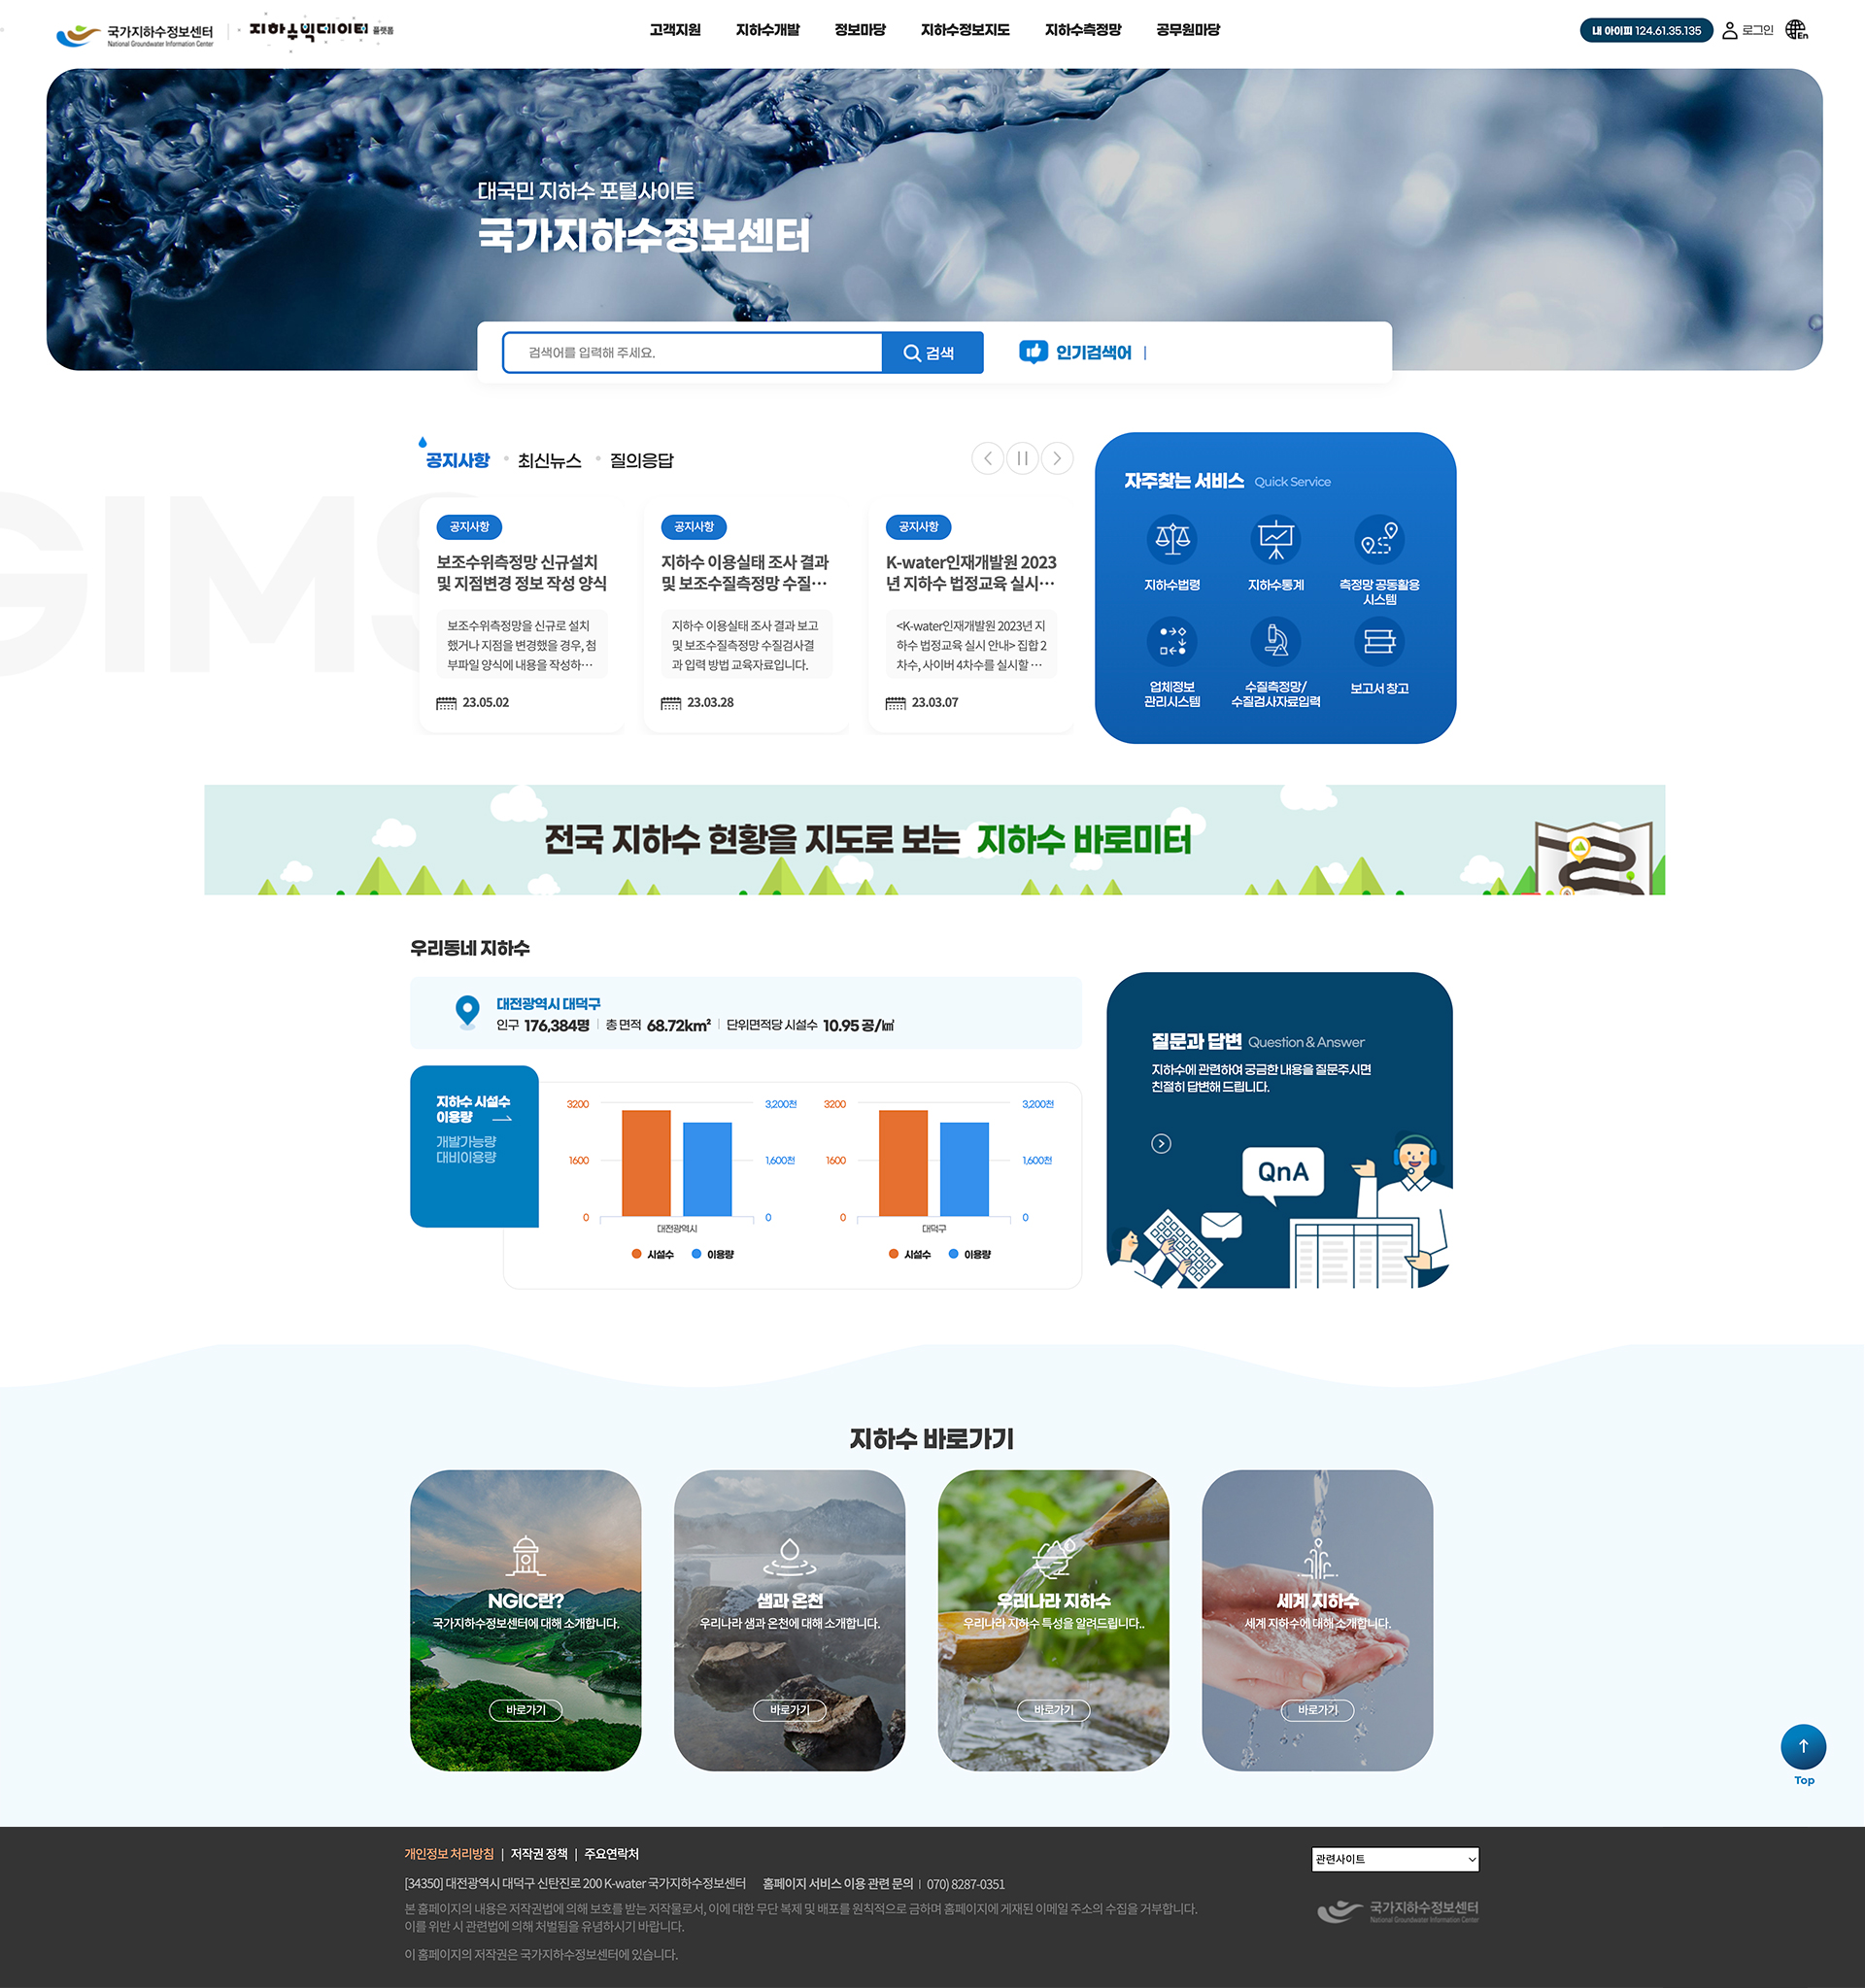 국가지하수정보센터
National Groundwater Information Center
지하수빅데이터 플랫폼
고객지원 지하수개발 정보마당 지하수정보지도 지하수측정망 공무원마당
내 아이피 124.61.35.135 로그인 En
대국민 지하수 포털사이트
국가지하수정보센터
검색어를 입력해 주세요. 검색 인기검색어
GIMS
공지사항 최신뉴스 질의응답
공지사항
보조수위측정망 신규설치
및 지점변경 정보 작성 양식
보조수위측정망을 신규로 설치
했거나 지점을 변경했을 경우, 첨
부파일 양식에 내용을 작성하…
23.05.02
공지사항
지하수 이용실태 조사 결과
및 보조수질측정망 수질…
지하수 이용실태 조사 결과 보고
및 보조수질측정망 수질검사결
과 입력 방법 교육자료입니다.
23.03.28
공지사항
K-water인재개발원 2023
년 지하수 법정교육 실시…
<K-water인재개발원 2023년 지
하수 법정교육 실시 안내> 집합 2
차수, 사이버 4차수를 실시할 …
23.03.07
자주찾는 서비스 Quick Service
지하수법령
지하수통계
측정망 공동활용
시스템
업체정보
관리시스템
수질측정망/
수질검사자료입력
보고서 창고
전국 지하수 현황을 지도로 보는 지하수 바로미터
우리동네 지하수
대전광역시 대덕구
인구 176,384명 총 면적 68.72km² 단위면적당 시설수 10.95 공/㎢
지하수 시설수
이용량
개발가능량
대비이용량
3200 3,200천
1600 1,600천
0 0
대전광역시
시설수 이용량
3200 3,200천
1600 1,600천
0 0
대덕구
시설수 이용량
질문과 답변 Question & Answer
지하수에 관련하여 궁금한 내용을 질문주시면
친절히 답변해 드립니다.
QnA
지하수 바로가기
NGIC란?
국가지하수정보센터에 대해 소개합니다.
바로가기
샘과 온천
우리나라 샘과 온천에 대해 소개합니다.
바로가기
우리나라 지하수
우리나라 지하수 특성을 알려드립니다..
바로가기
세계 지하수
세계 지하수에 대해 소개합니다.
바로가기
Top
개인정보 처리방침 | 저작권 정책 | 주요연락처
관련사이트
[34350] 대전광역시 대덕구 신탄진로 200 K-water 국가지하수정보센터 홈페이지 서비스 이용 관련 문의 | 070) 8287-0351
본 홈페이지의 내용은 저작권법에 의해 보호를 받는 저작물로서, 이에 대한 무단 복제 및 배포를 원칙적으로 금하며 홈페이지에 게재된 이메일 주소의 수집을 거부합니다.
이를 위반 시 관련법에 의해 처벌됨을 유념하시기 바랍니다.
이 홈페이지의 저작권은 국가지하수정보센터에 있습니다.
국가지하수정보센터
National Groundwater Information Center